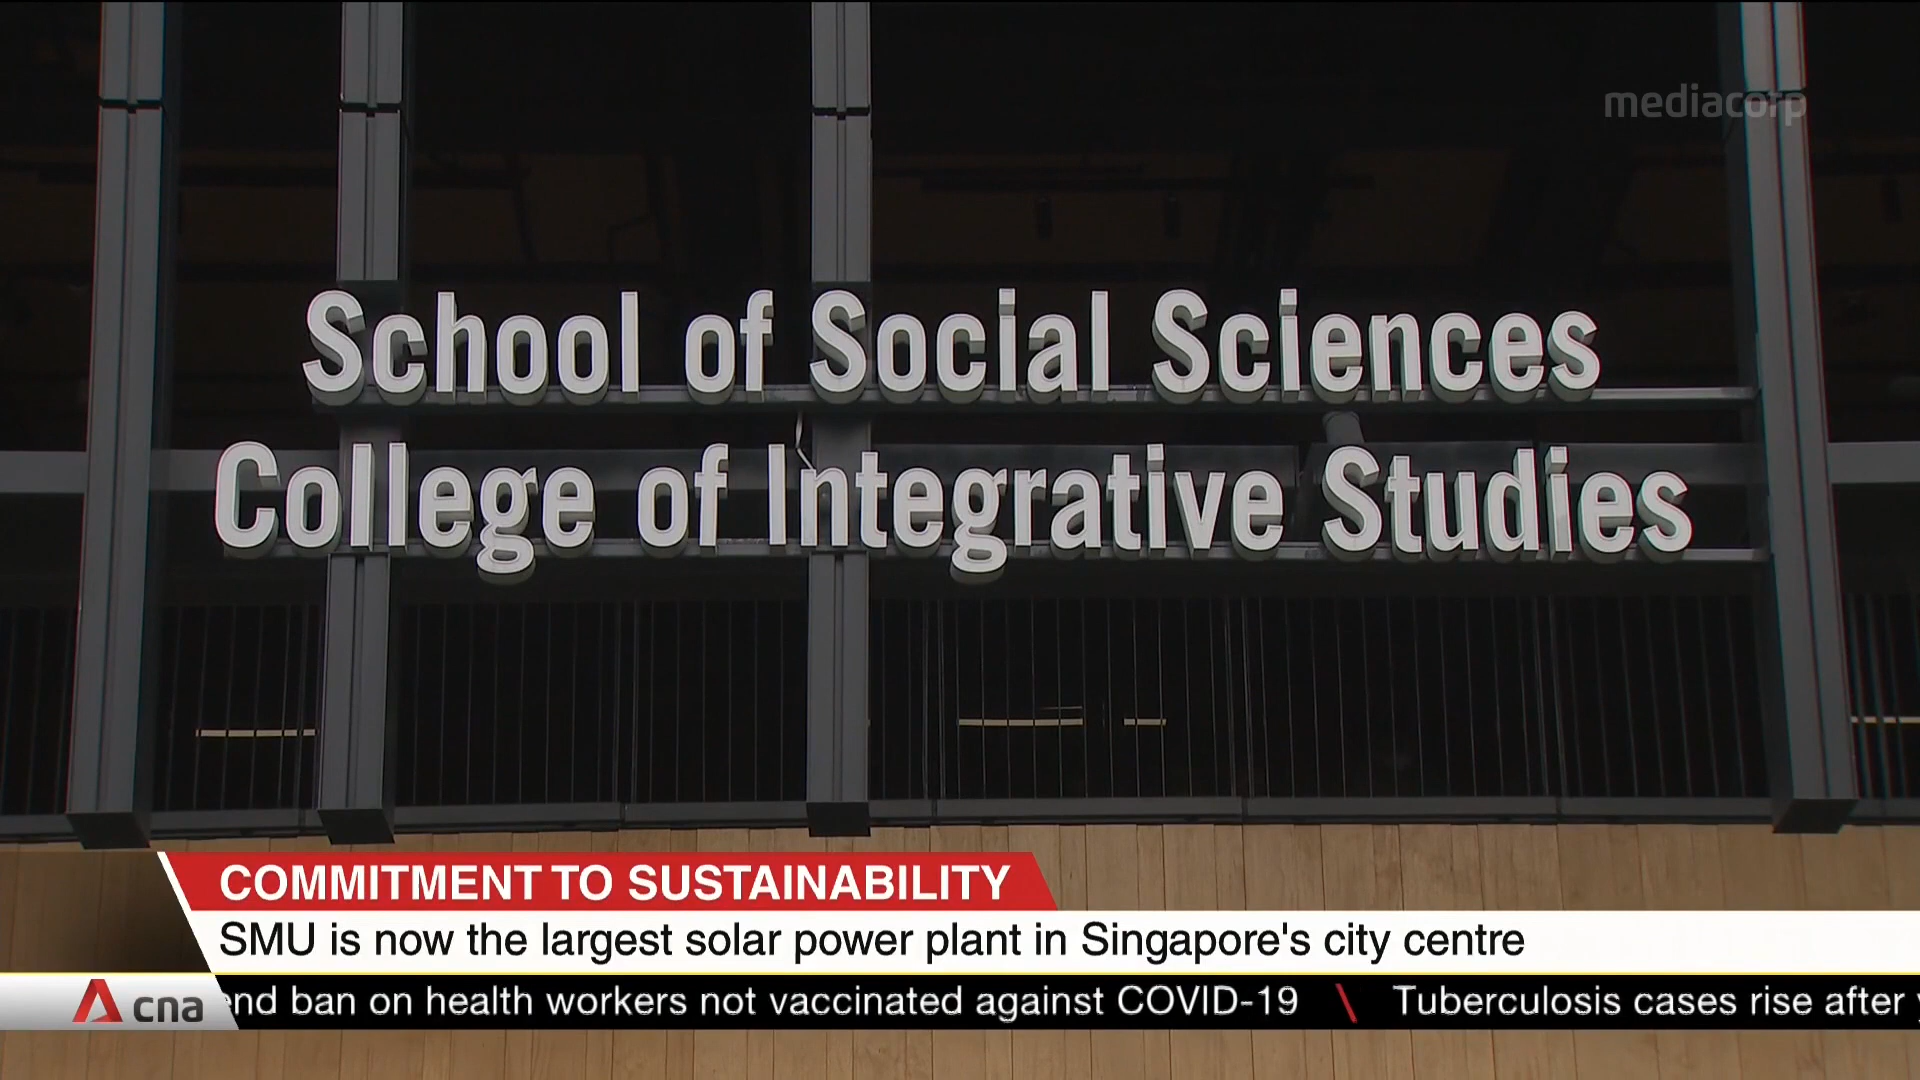 mediacorp
School of Social Sciences
College of Integrative Studies
COMMITMENT TO SUSTAINABILITY
SMU is now the largest solar power plant in Singapore's city centre
cna
end ban on health workers not vaccinated against COVID-19 \ Tuberculosis cases rise after